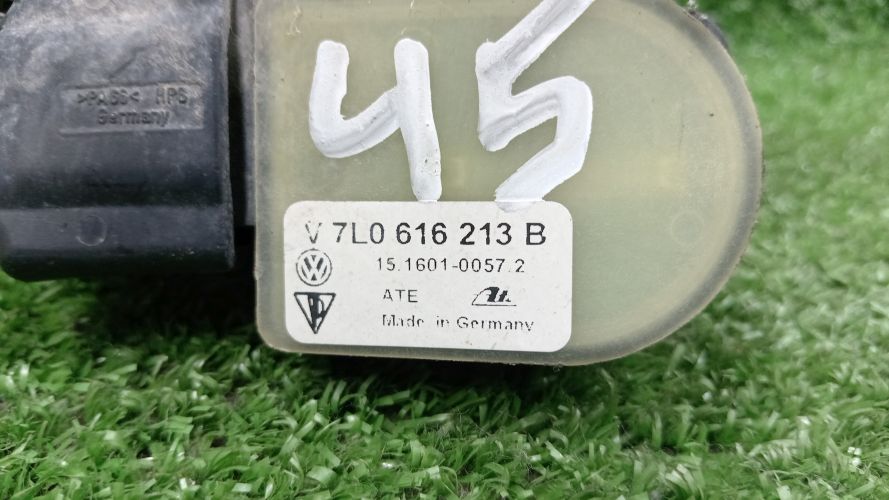 >PA66< HPS
Germany
45
V 7L0 616 213 B
15.1601-0057.2
ATE
Made in Germany